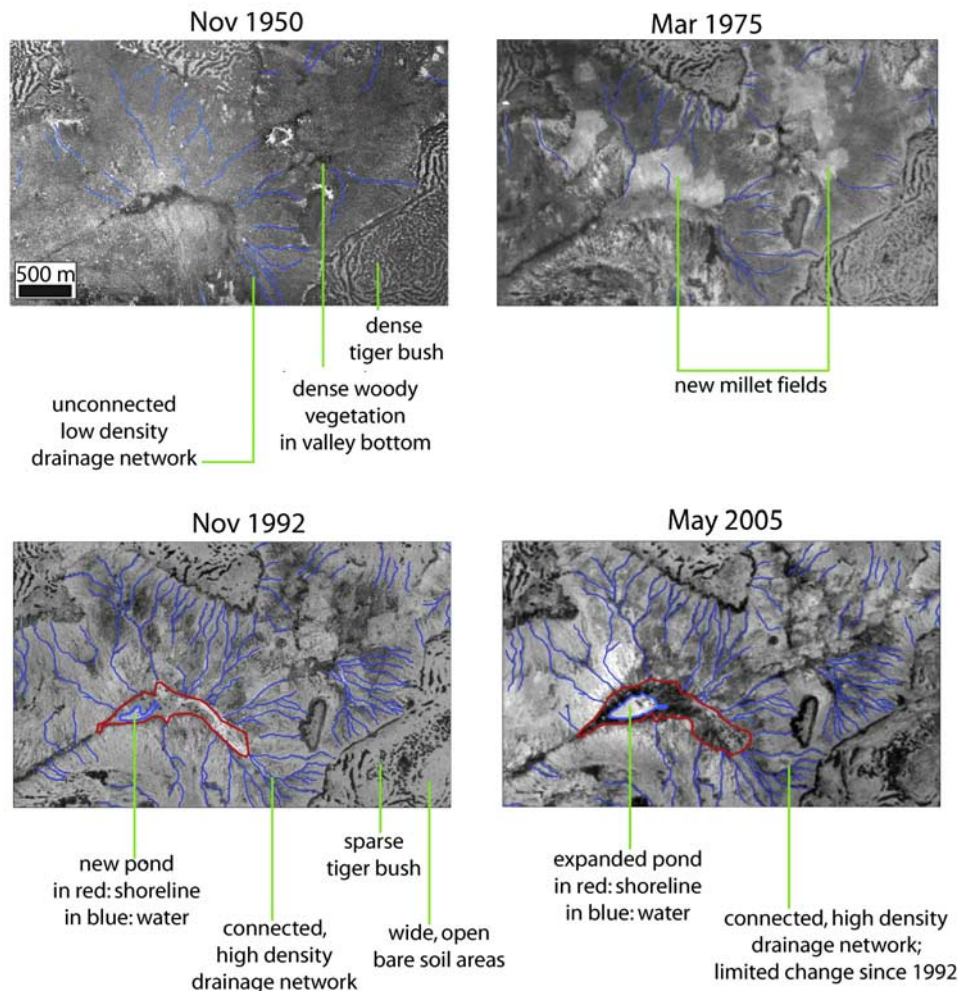 Nov 1950
Mar 1975
500 m
dense
tiger bush
dense woody
vegetation
in valley bottom
unconnected
low density
drainage network
new millet fields
Nov 1992
May 2005
new pond
in red: shoreline
in blue: water
connected,
high density
drainage network
sparse
tiger bush
wide, open
bare soil areas
expanded pond
in red: shoreline
in blue: water
connected, high density
drainage network;
limited change since 1992